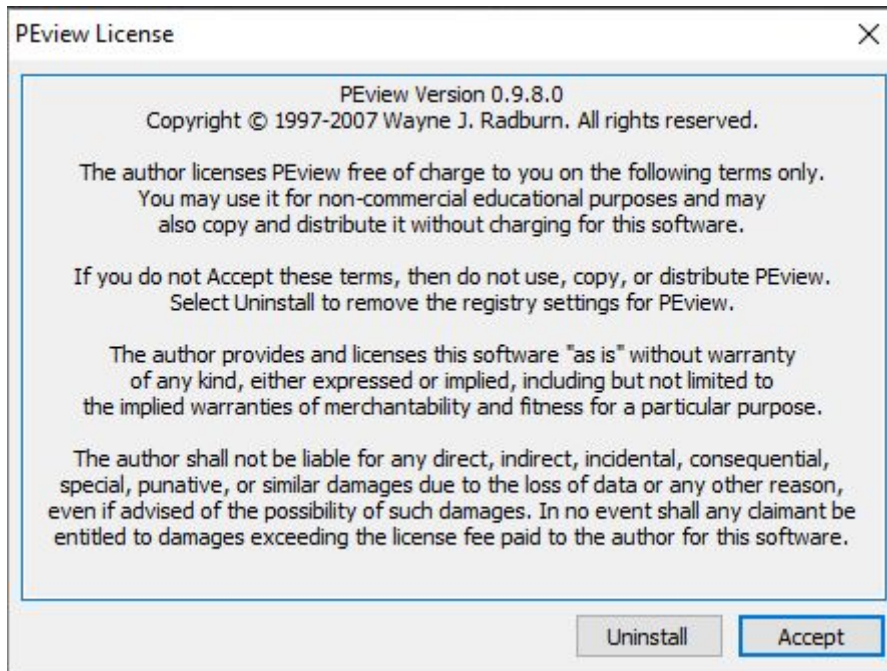 PEview License
PEview Version 0.9.8.0
Copyright © 1997-2007 Wayne J. Radburn. All rights reserved.
The author licenses PEview free of charge to you on the following terms only.
You may use it for non-commercial educational purposes and may
also copy and distribute it without charging for this software.
If you do not Accept these terms, then do not use, copy, or distribute PEview.
Select Uninstall to remove the registry settings for PEview.
The author provides and licenses this software "as is" without warranty
of any kind, either expressed or implied, including but not limited to
the implied warranties of merchantability and fitness for a particular purpose.
The author shall not be liable for any direct, indirect, incidental, consequential,
special, punative, or similar damages due to the loss of data or any other reason,
even if advised of the possibility of such damages. In no event shall any claimant be
entitled to damages exceeding the license fee paid to the author for this software.
Uninstall
Accept